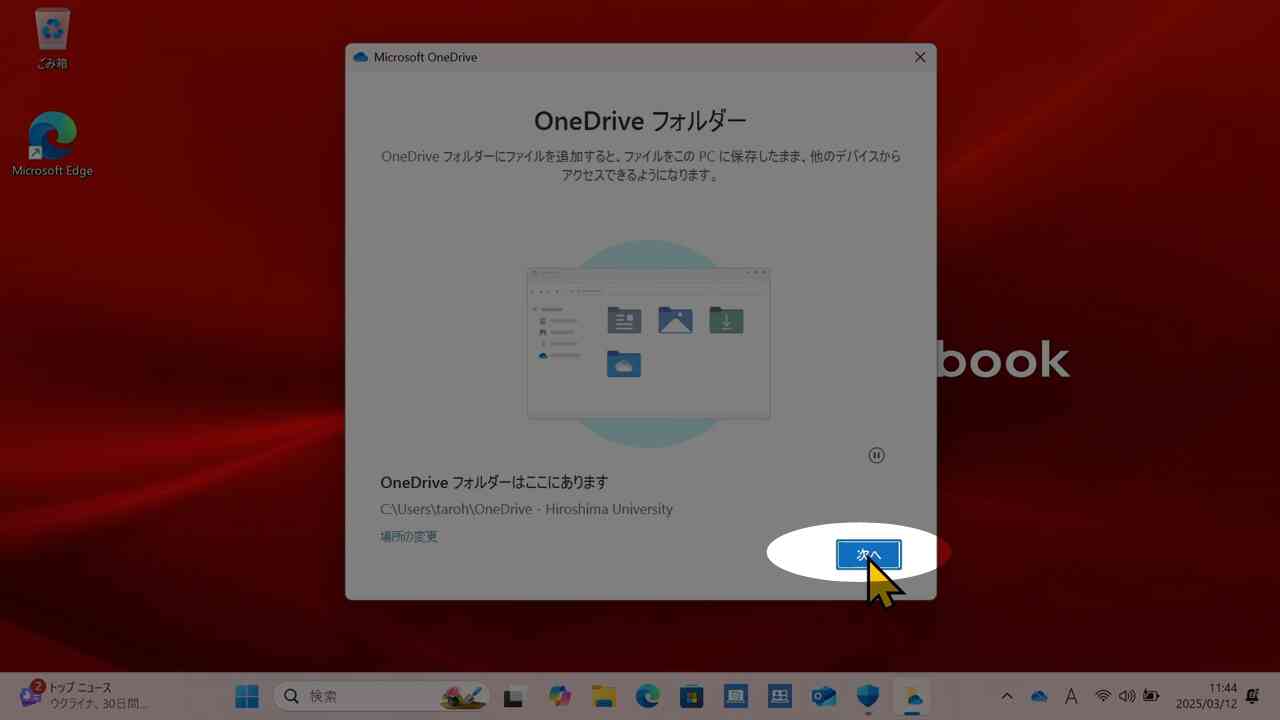 ごみ箱
Microsoft Edge
Microsoft OneDrive
OneDrive フォルダー
OneDrive フォルダーにファイルを追加すると、ファイルをこの PC に保存したまま、他のデバイスから
アクセスできるようになります。
book
OneDrive フォルダーはここにあります
C:\Users\taroh\OneDrive - Hiroshima University
場所の変更
次へ
2
トップ ニュース
ウクライナ、30日間...
検索
A
11:44
2025/03/12